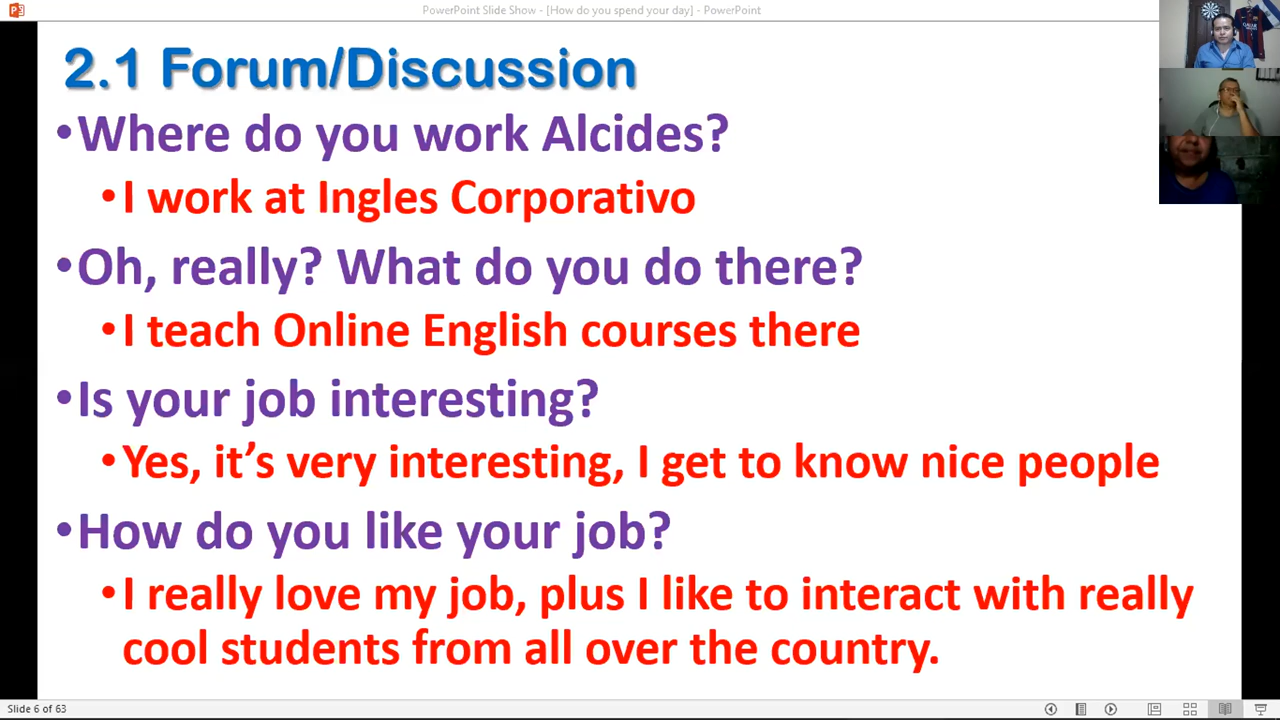 PowerPoint Slide Show - [How do you spend your day] - PowerPoint
2.1 Forum/Discussion
•Where do you work Alcides?
•I work at Ingles Corporativo
•Oh, really? What do you do there?
•I teach Online English courses there
•Is your job interesting?
•Yes, it’s very interesting, I get to know nice people
•How do you like your job?
•I really love my job, plus I like to interact with really
cool students from all over the country.
Slide 6 of 63